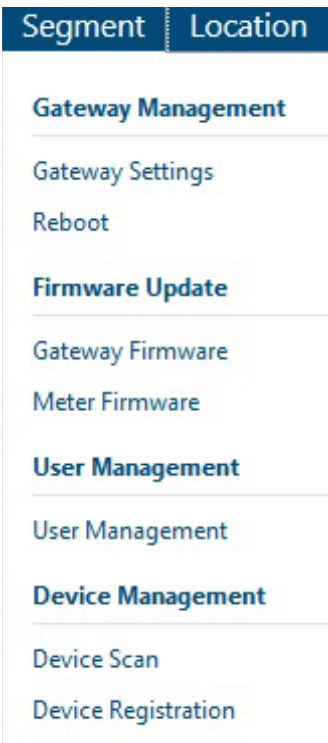 Segment Location
Gateway Management
Gateway Settings
Reboot
Firmware Update
Gateway Firmware
Meter Firmware
User Management
User Management
Device Management
Device Scan
Device Registration